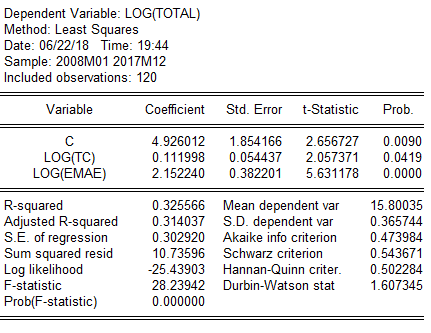 Dependent Variable: LOG(TOTAL)
Method: Least Squares
Date: 06/22/18 Time: 19:44
Sample: 2008M01 2017M12
Included observations: 120
Variable Coefficient Std. Error t-Statistic Prob.
C 4.926012 1.854166 2.656727 0.0090
LOG(TC) 0.111998 0.054437 2.057371 0.0419
LOG(EMAE) 2.152240 0.382201 5.631178 0.0000
R-squared 0.325566 Mean dependent var 15.80035
Adjusted R-squared 0.314037 S.D. dependent var 0.365744
S.E. of regression 0.302920 Akaike info criterion 0.473984
Sum squared resid 10.73596 Schwarz criterion 0.543671
Log likelihood -25.43903 Hannan-Quinn criter. 0.502284
F-statistic 28.23942 Durbin-Watson stat 1.607345
Prob(F-statistic) 0.000000